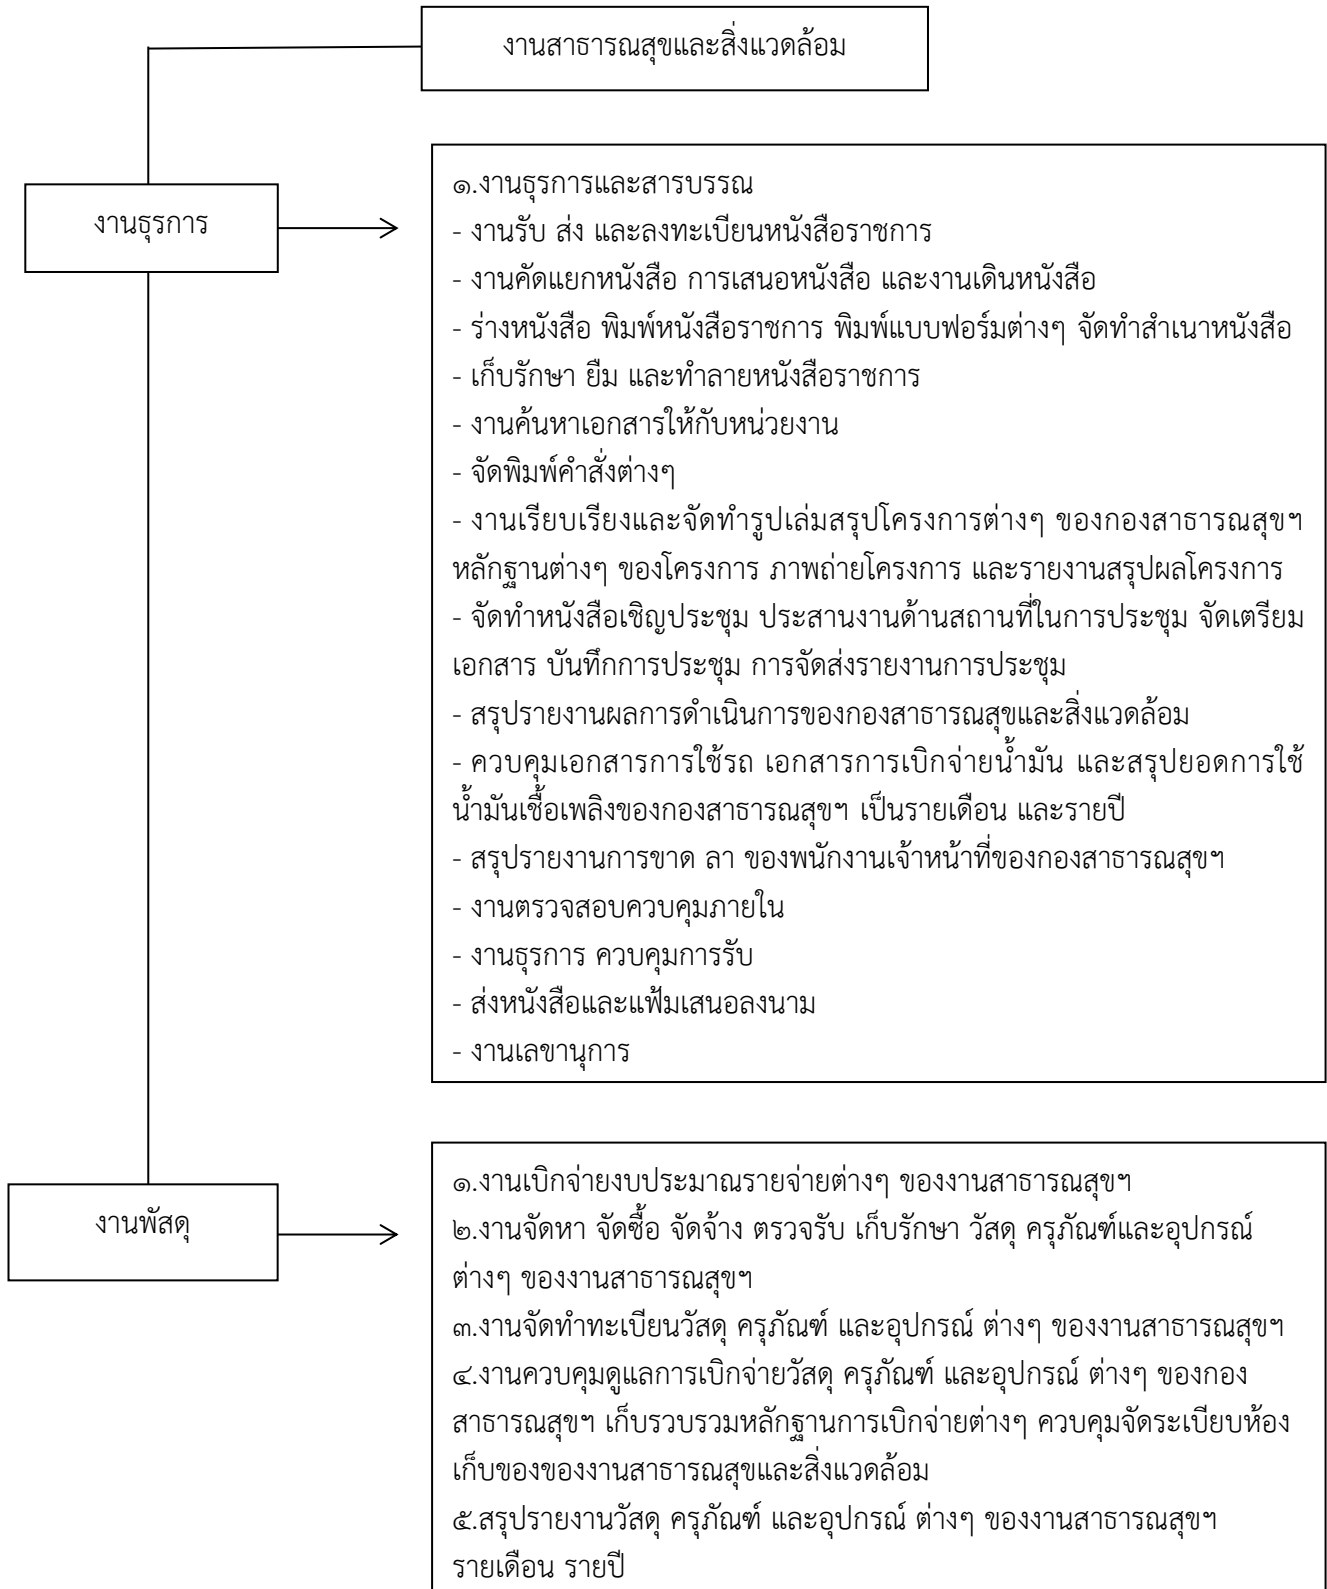 งานสาธารณสุขและสิ่งแวดล้อม
งานธุรการ
๑.งานธุรการและสารบรรณ
- งานรับ ส่ง และลงทะเบียนหนังสือราชการ
- งานคัดแยกหนังสือ การเสนอหนังสือ และงานเดินหนังสือ
- ร่างหนังสือ พิมพ์หนังสือราชการ พิมพ์แบบฟอร์มต่างๆ จัดทำสำเนาหนังสือ
- เก็บรักษา ยืม และทำลายหนังสือราชการ
- งานค้นหาเอกสารให้กับหน่วยงาน
- จัดพิมพ์คำสั่งต่างๆ
- งานเรียบเรียงและจัดทำรูปเล่มสรุปโครงการต่างๆ ของกองสาธารณสุขฯ
หลักฐานต่างๆ ของโครงการ ภาพถ่ายโครงการ และรายงานสรุปผลโครงการ
- จัดทำหนังสือเชิญประชุม ประสานงานด้านสถานที่ในการประชุม จัดเตรียม
เอกสาร บันทึกการประชุม การจัดส่งรายงานการประชุม
- สรุปรายงานผลการดำเนินการของกองสาธารณสุขและสิ่งแวดล้อม
- ควบคุมเอกสารการใช้รถ เอกสารการเบิกจ่ายน้ำมัน และสรุปยอดการใช้
น้ำมันเชื้อเพลิงของกองสาธารณสุขฯ เป็นรายเดือน และรายปี
- สรุปรายงานการขาด ลา ของพนักงานเจ้าหน้าที่ของกองสาธารณสุขฯ
- งานตรวจสอบควบคุมภายใน
- งานธุรการ ควบคุมการรับ
- ส่งหนังสือและแฟ้มเสนอลงนาม
- งานเลขานุการ
งานพัสดุ
๑.งานเบิกจ่ายงบประมาณรายจ่ายต่างๆ ของงานสาธารณสุขฯ
๒.งานจัดหา จัดซื้อ จัดจ้าง ตรวจรับ เก็บรักษา วัสดุ ครุภัณฑ์และอุปกรณ์
ต่างๆ ของงานสาธารณสุขฯ
๓.งานจัดทำทะเบียนวัสดุ ครุภัณฑ์ และอุปกรณ์ ต่างๆ ของงานสาธารณสุขฯ
๔.งานควบคุมดูแลการเบิกจ่ายวัสดุ ครุภัณฑ์ และอุปกรณ์ ต่างๆ ของกอง
สาธารณสุขฯ เก็บรวบรวมหลักฐานการเบิกจ่ายต่างๆ ควบคุมจัดระเบียบห้อง
เก็บของของงานสาธารณสุขและสิ่งแวดล้อม
๕.สรุปรายงานวัสดุ ครุภัณฑ์ และอุปกรณ์ ต่างๆ ของงานสาธารณสุขฯ
รายเดือน รายปี